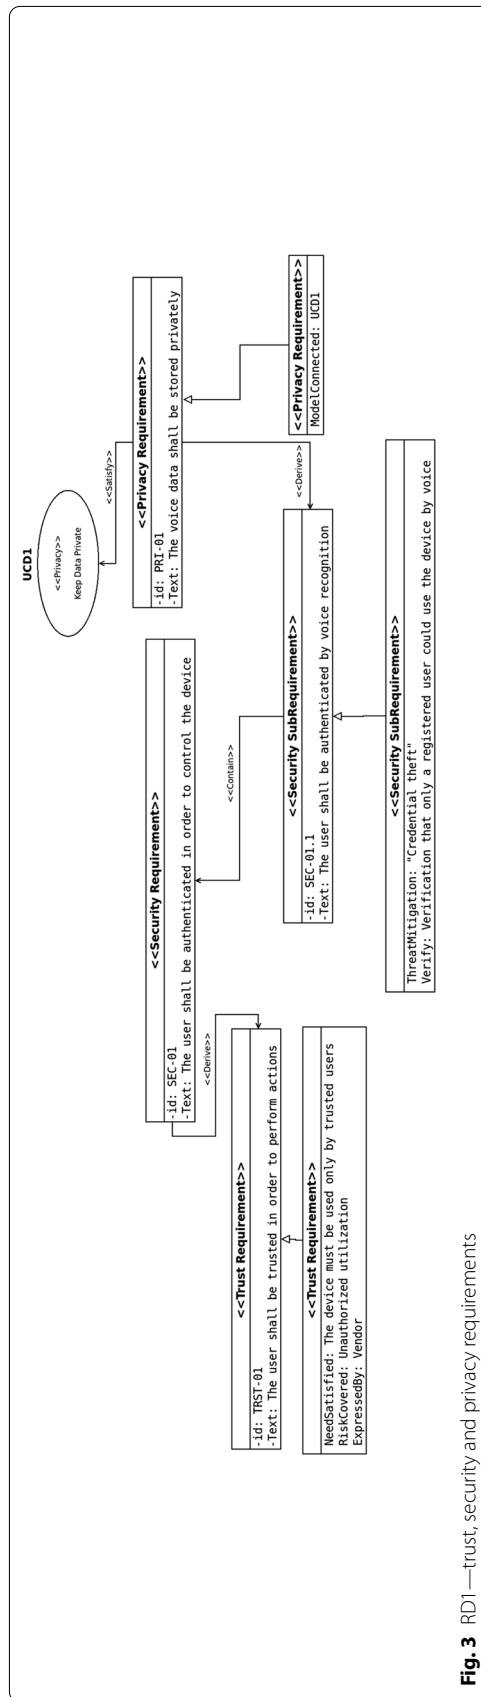 UCD1
<<Privacy>>
Keep Data Private
<<Satisfy>>
<<Privacy Requirement>>
-id: PRI-01
-Text: The voice data shall be stored privately
<<Privacy Requirement>>
ModelConnected: UCD1
<<Derive>>
<<Security Requirement>>
-id: SEC-01
-Text: The user shall be authenticated in order to control the device
<<Contain>>
<<Security SubRequirement>>
-id: SEC-01.1
-Text: The user shall be authenticated by voice recognition
<<Security SubRequirement>>
ThreatMitigation: "Credential theft"
Verify: Verification that only a registered user could use the device by voice
<<Derive>>
<<Trust Requirement>>
-id: TRST-01
-Text: The user shall be trusted in order to perform actions
<<Trust Requirement>>
NeedSatisfied: The device must be used only by trusted users
RiskCovered: Unauthorized utilization
ExpressedBy: Vendor
Fig. 3 RD1—trust, security and privacy requirements